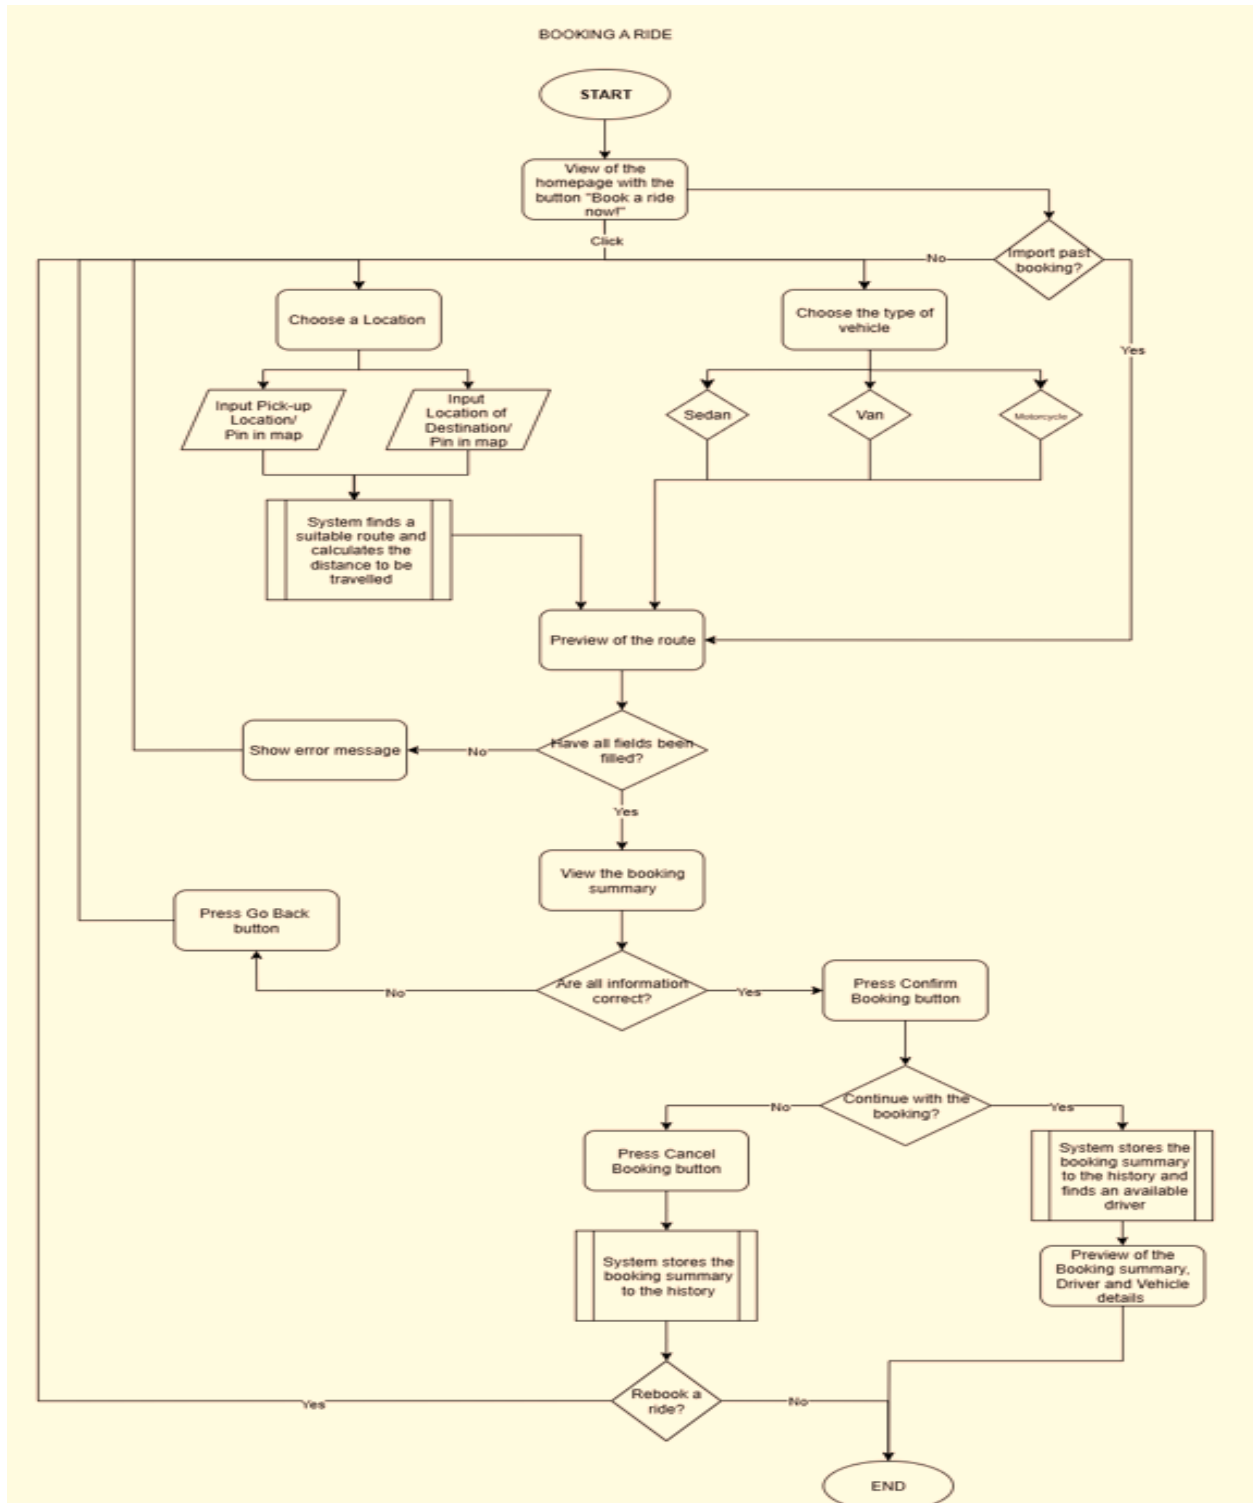 BOOKING A RIDE
START
View of the
homepage with the
button "Book a ride
now!"
Click
No
Import past
booking?
Yes
Choose a Location
Choose the type of
vehicle
Input Pick-up
Location/
Pin in map
Input
Location of
Destination/
Pin in map
Sedan
Van
Motorcycle
System finds a
suitable route and
calculates the
distance to be
travelled
Preview of the route
Have all fields been
filled?
No
Show error message
Yes
View the booking
summary
Press Go Back
button
Are all information
correct?
No
Yes
Press Confirm
Booking button
Continue with the
booking?
No
Yes
Press Cancel
Booking button
System stores the
booking summary
to the history and
finds an available
driver
System stores the
booking summary
to the history
Preview of the
Booking summary,
Driver and Vehicle
details
Rebook a
ride?
Yes
No
END